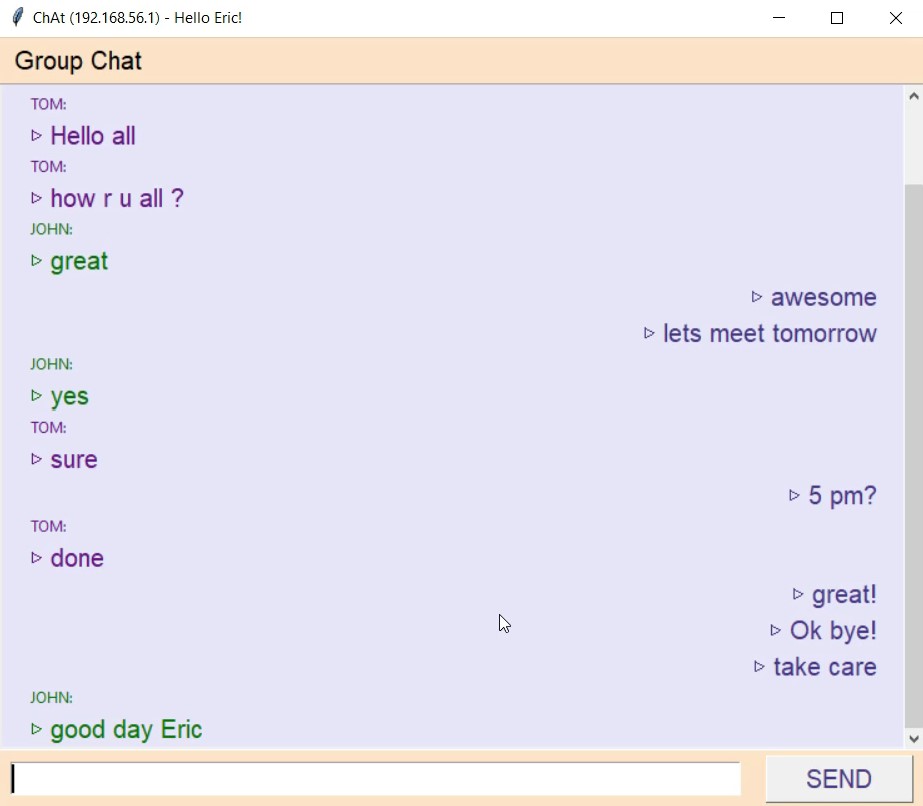 ChAt (192.168.56.1) - Hello Eric!
Group Chat
TOM:
Hello all
TOM:
how r u all ?
JOHN:
great
awesome
lets meet tomorrow
JOHN:
yes
TOM:
sure
5 pm?
TOM:
done
great!
Ok bye!
take care
JOHN:
good day Eric
SEND